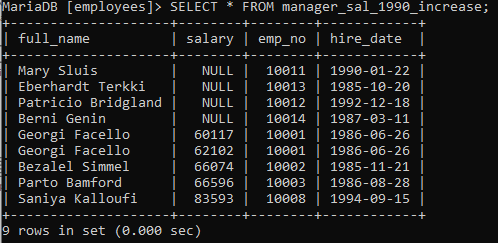 MariaDB [employees]> SELECT * FROM manager_sal_1990_increase;
+--------------------+--------+--------+------------+
| full_name          | salary | emp_no | hire_date  |
+--------------------+--------+--------+------------+
| Mary Sluis         |   NULL |  10011 | 1990-01-22 |
| Eberhardt Terkki   |   NULL |  10013 | 1985-10-20 |
| Patricio Bridgland |   NULL |  10012 | 1992-12-18 |
| Berni Genin        |   NULL |  10014 | 1987-03-11 |
| Georgi Facello     |  60117 |  10001 | 1986-06-26 |
| Georgi Facello     |  62102 |  10001 | 1986-06-26 |
| Bezalel Simmel     |  66074 |  10002 | 1985-11-21 |
| Parto Bamford      |  66596 |  10003 | 1986-08-28 |
| Saniya Kalloufi    |  83593 |  10008 | 1994-09-15 |
+--------------------+--------+--------+------------+
9 rows in set (0.000 sec)